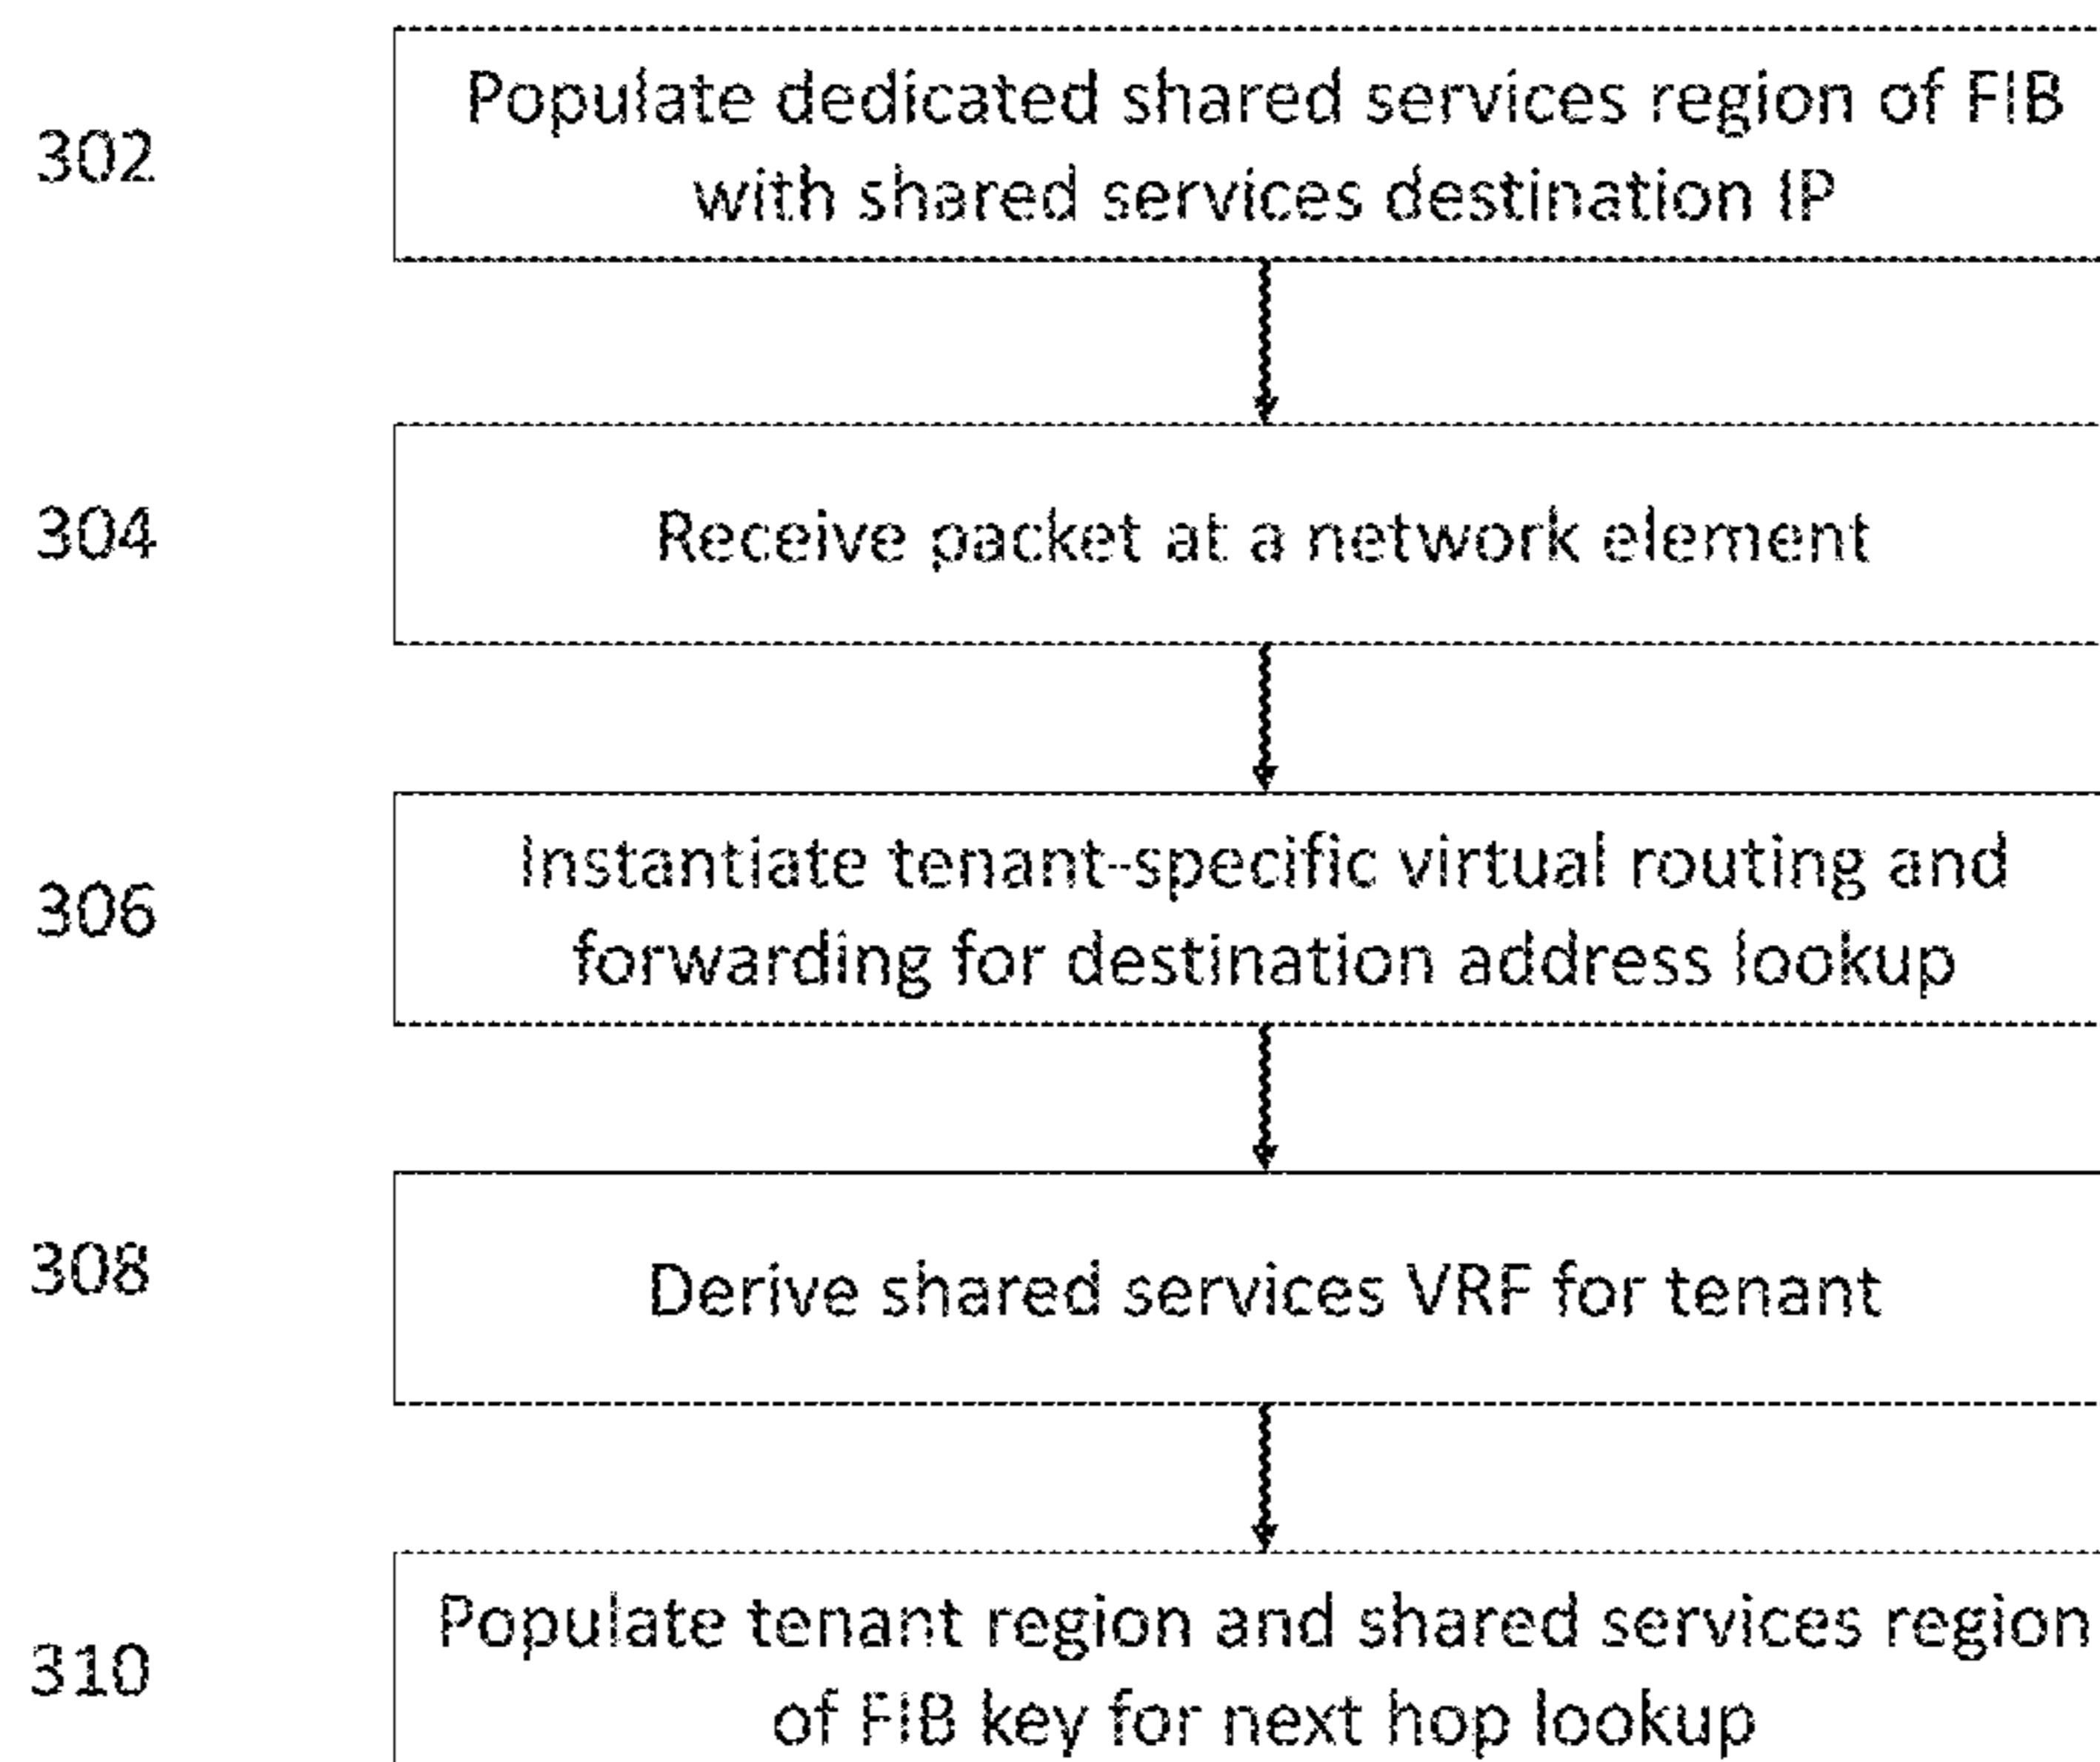 302
Populate dedicated shared services region of FIB
with shared services destination IP
304
Receive packet at a network element
306
Instantiate tenant-specific virtual routing and
forwarding for destination address lookup
308
Derive shared services VRF for tenant
310
Populate tenant region and shared services region
of FIB key for next hop lookup